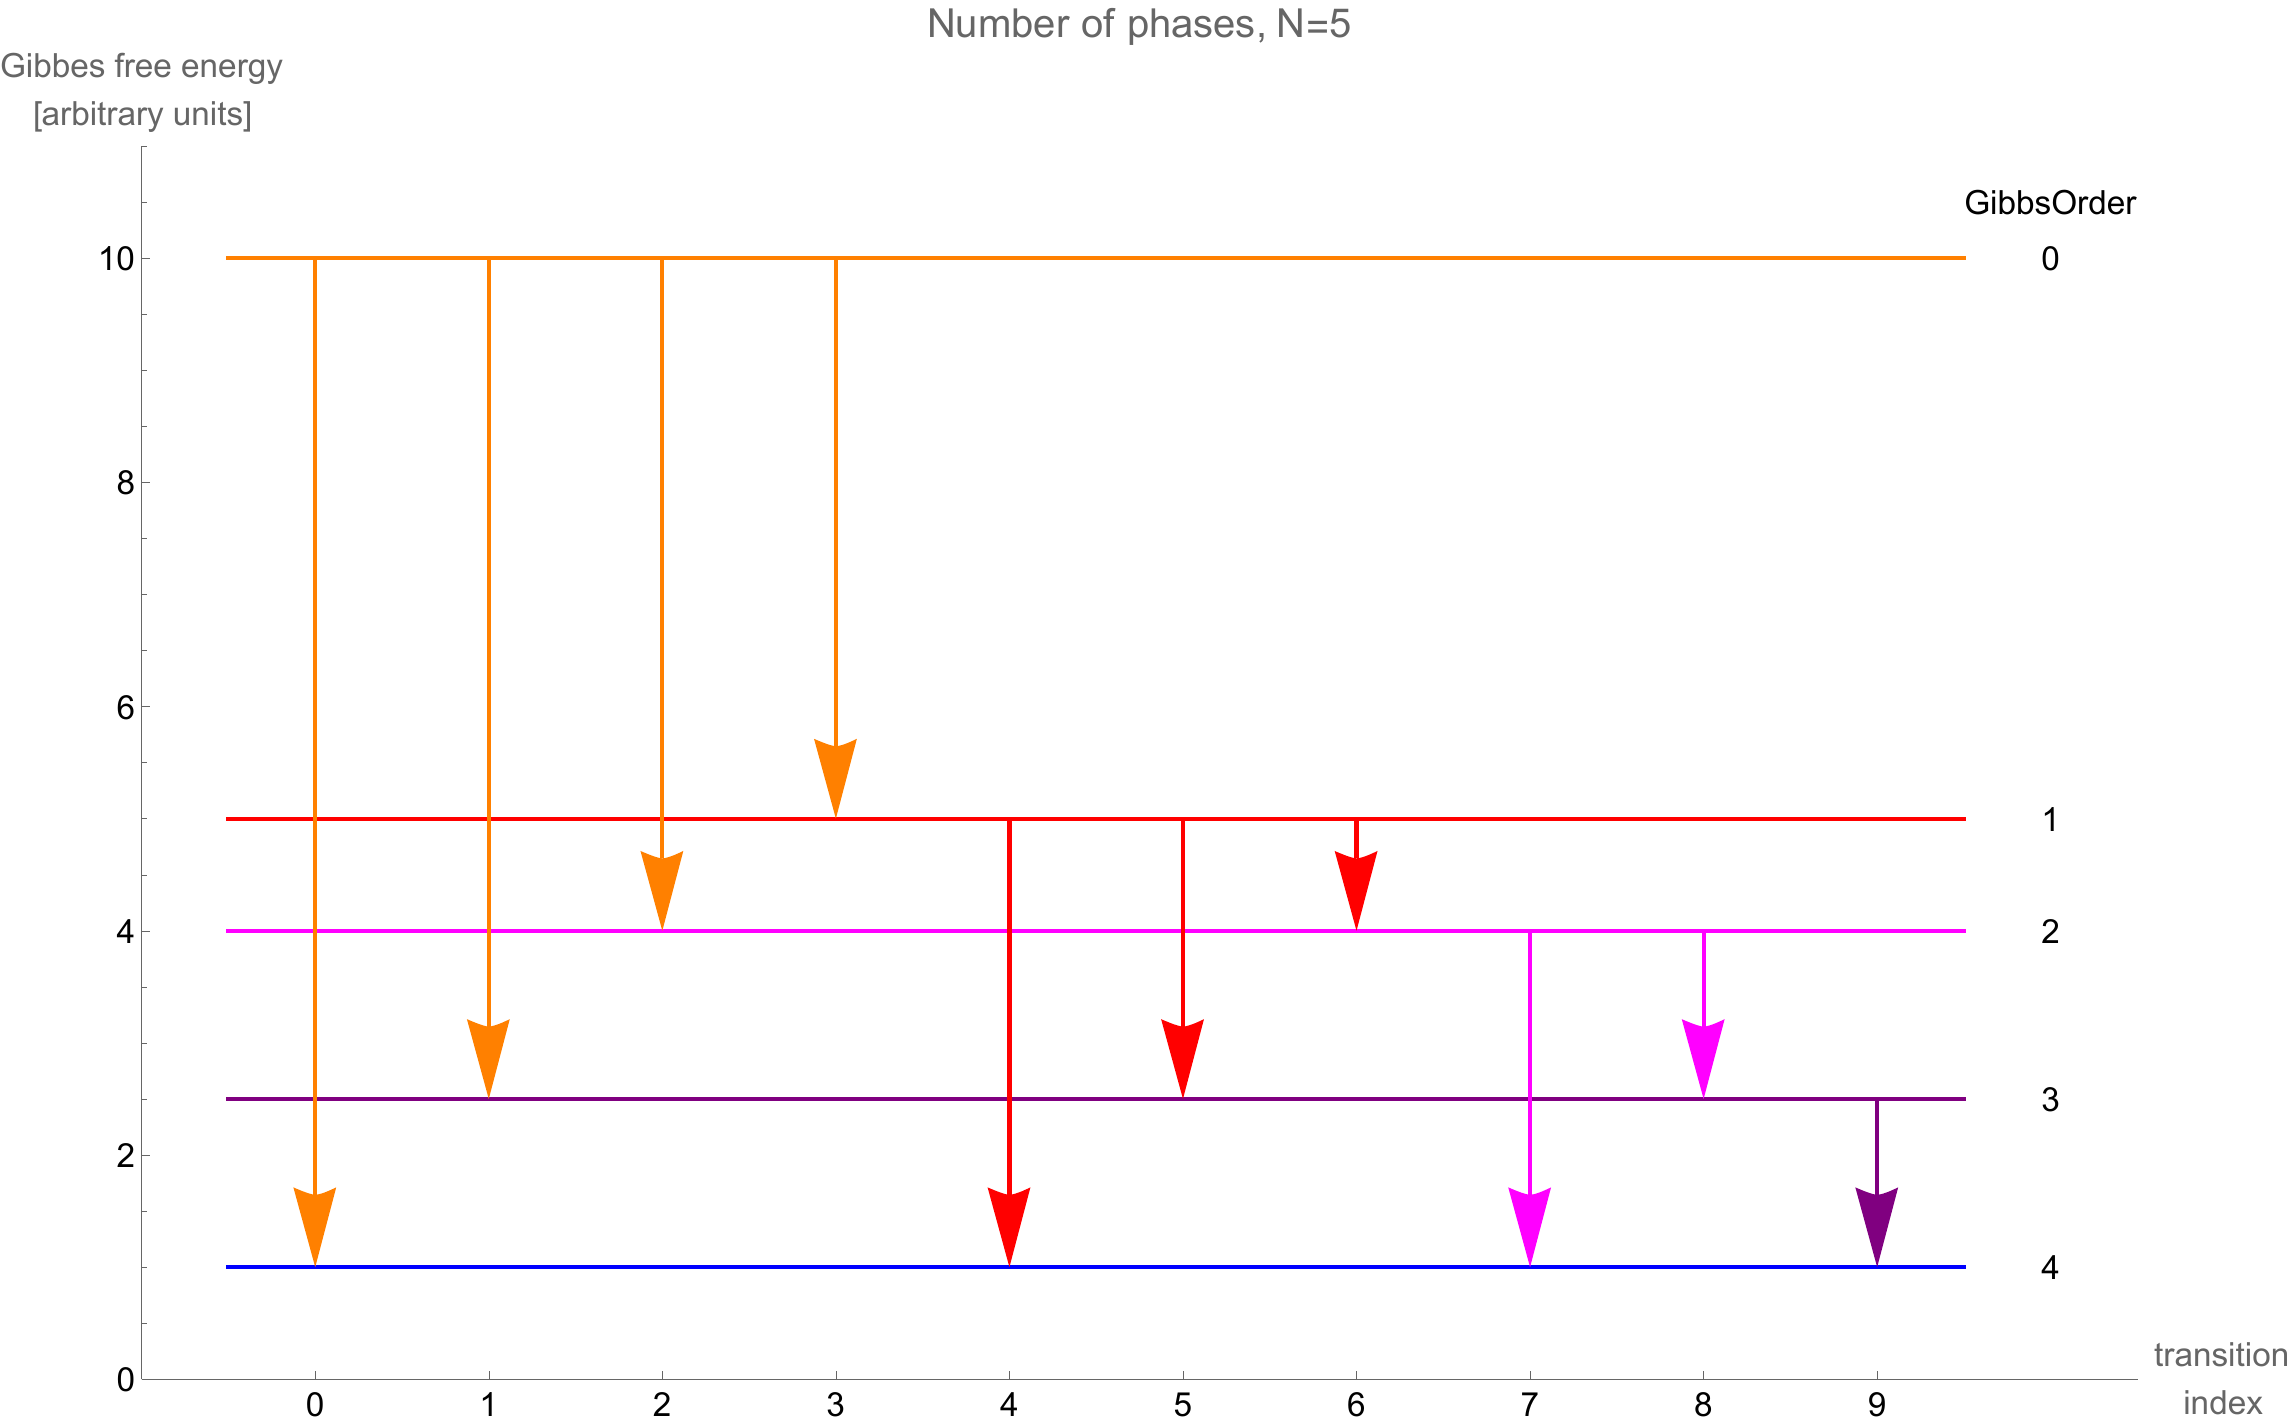 Number of phases, N=5
Gibbes free energy
[arbitrary units]
GibbsOrder
10
0
8
6
1
4
2
3
2
4
0
0 1 2 3 4 5 6 7 8 9
transition
index